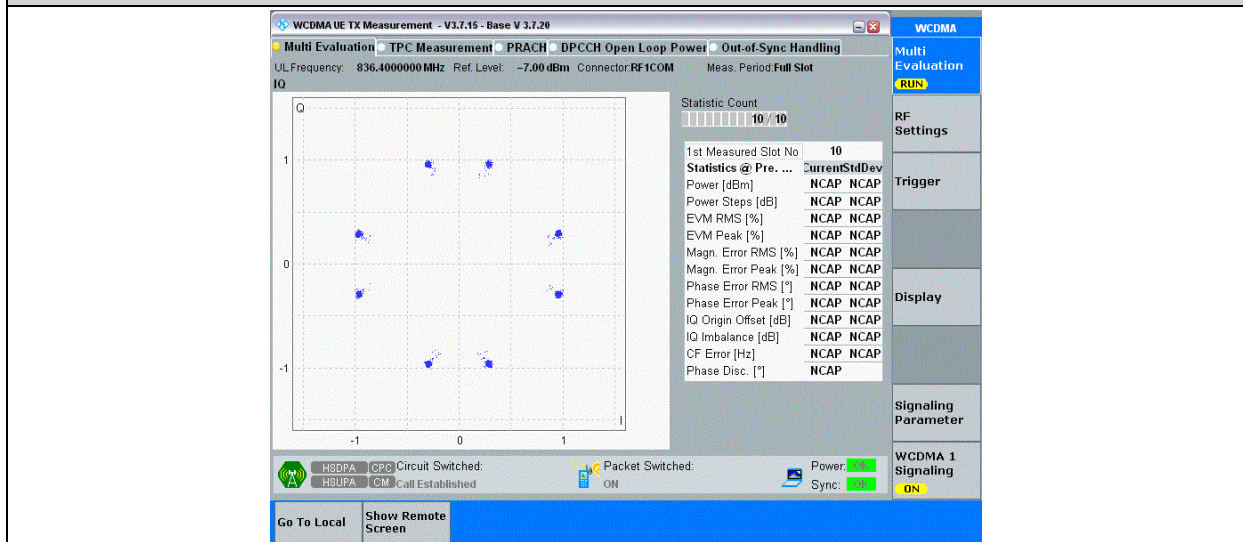 WCDMA UE TX Measurement - V3.7.15 - Base V 3.7.20
Multi Evaluation TPC Measurement PRACH DPCCH Open Loop Power Out-of-Sync Handling
UL Frequency: 836.4000000 MHz Ref. Level: -7.00 dBm Connector: RF1COM Meas. Period: Full Slot
IQ
Q
1
0
-1
-1 0 1
I
Statistic Count
10 / 10
1st Measured Slot No 10
Statistics @ Pre. ... Current StdDev
Power [dBm] NCAP NCAP
Power Steps [dB] NCAP NCAP
EVM RMS [%] NCAP NCAP
EVM Peak [%] NCAP NCAP
Magn. Error RMS [%] NCAP NCAP
Magn. Error Peak [%] NCAP NCAP
Phase Error RMS [°] NCAP NCAP
Phase Error Peak [°] NCAP NCAP
IQ Origin Offset [dB] NCAP NCAP
IQ Imbalance [dB] NCAP NCAP
CF Error [Hz] NCAP NCAP
Phase Disc. [°] NCAP
HSDPA CPC Circuit Switched: Packet Switched: Power: OK
HSUPA CM Call Established ON Sync: OK
WCDMA
Multi
Evaluation
RUN
RF
Settings
Trigger
Display
Signaling
Parameter
WCDMA 1
Signaling
ON
Go To Local
Show Remote
Screen